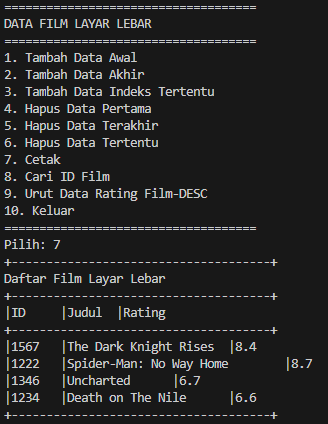 =====================================
DATA FILM LAYAR LEBAR
=====================================
1. Tambah Data Awal
2. Tambah Data Akhir
3. Tambah Data Indeks Tertentu
4. Hapus Data Pertama
5. Hapus Data Terakhir
6. Hapus Data Tertentu
7. Cetak
8. Cari ID Film
9. Urut Data Rating Film-DESC
10. Keluar
=====================================
Pilih: 7
+--------------------------------------+
Daftar Film Layar Lebar
+--------------------------------------+
|ID     |Judul  |Rating
+--------------------------------------+
|1567   |The Dark Knight Rises  |8.4
|1222   |Spider-Man: No Way Home        |8.7
|1346   |Uncharted      |6.7
|1234   |Death on The Nile      |6.6
+--------------------------------------+